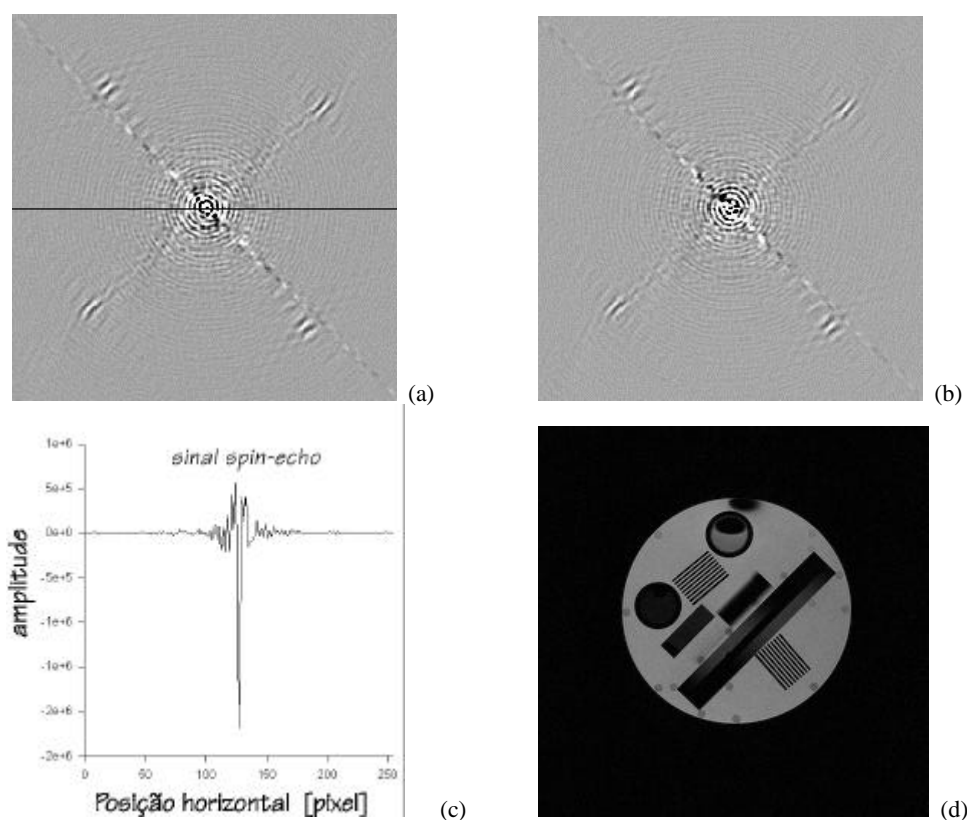 (a)
(b)
sinal spin-echo
amplitude
1e+6
5e+5
0e+0
-5e+5
-1e+6
-1e+6
-2e+6
-2e+6
0
50
100
150
200
250
Posição horizontal [pixel]
(c)
(d)